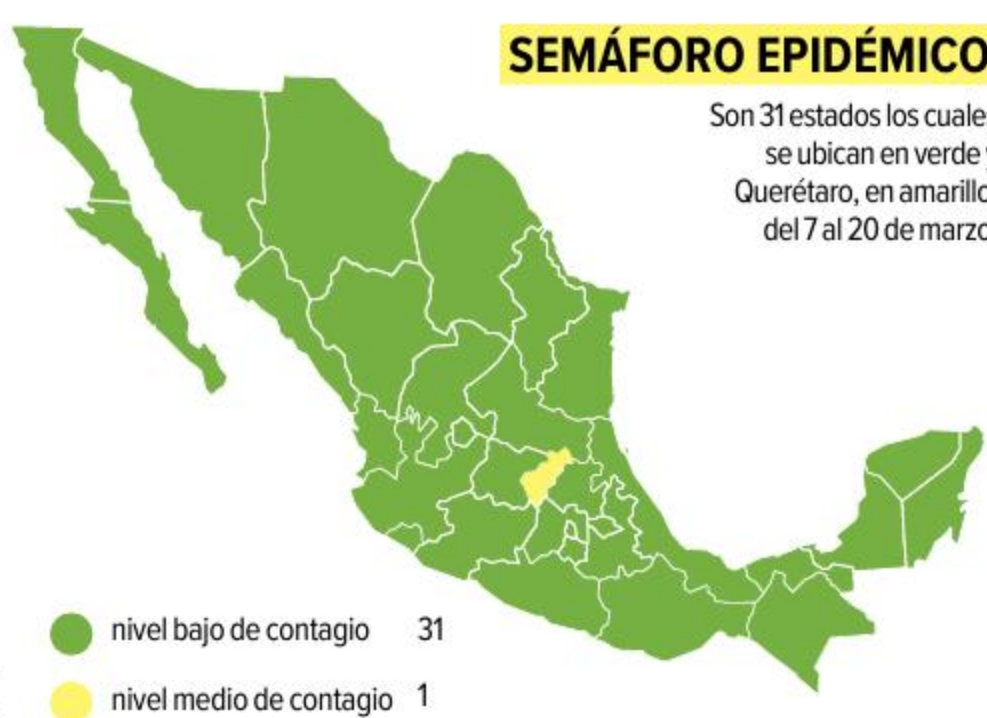 SEMÁFORO EPIDÉMICO
Son 31 estados los cuales
se ubican en verde y
Querétaro, en amarillo
del 7 al 20 de marzo
nivel bajo de contagio 31
nivel medio de contagio 1